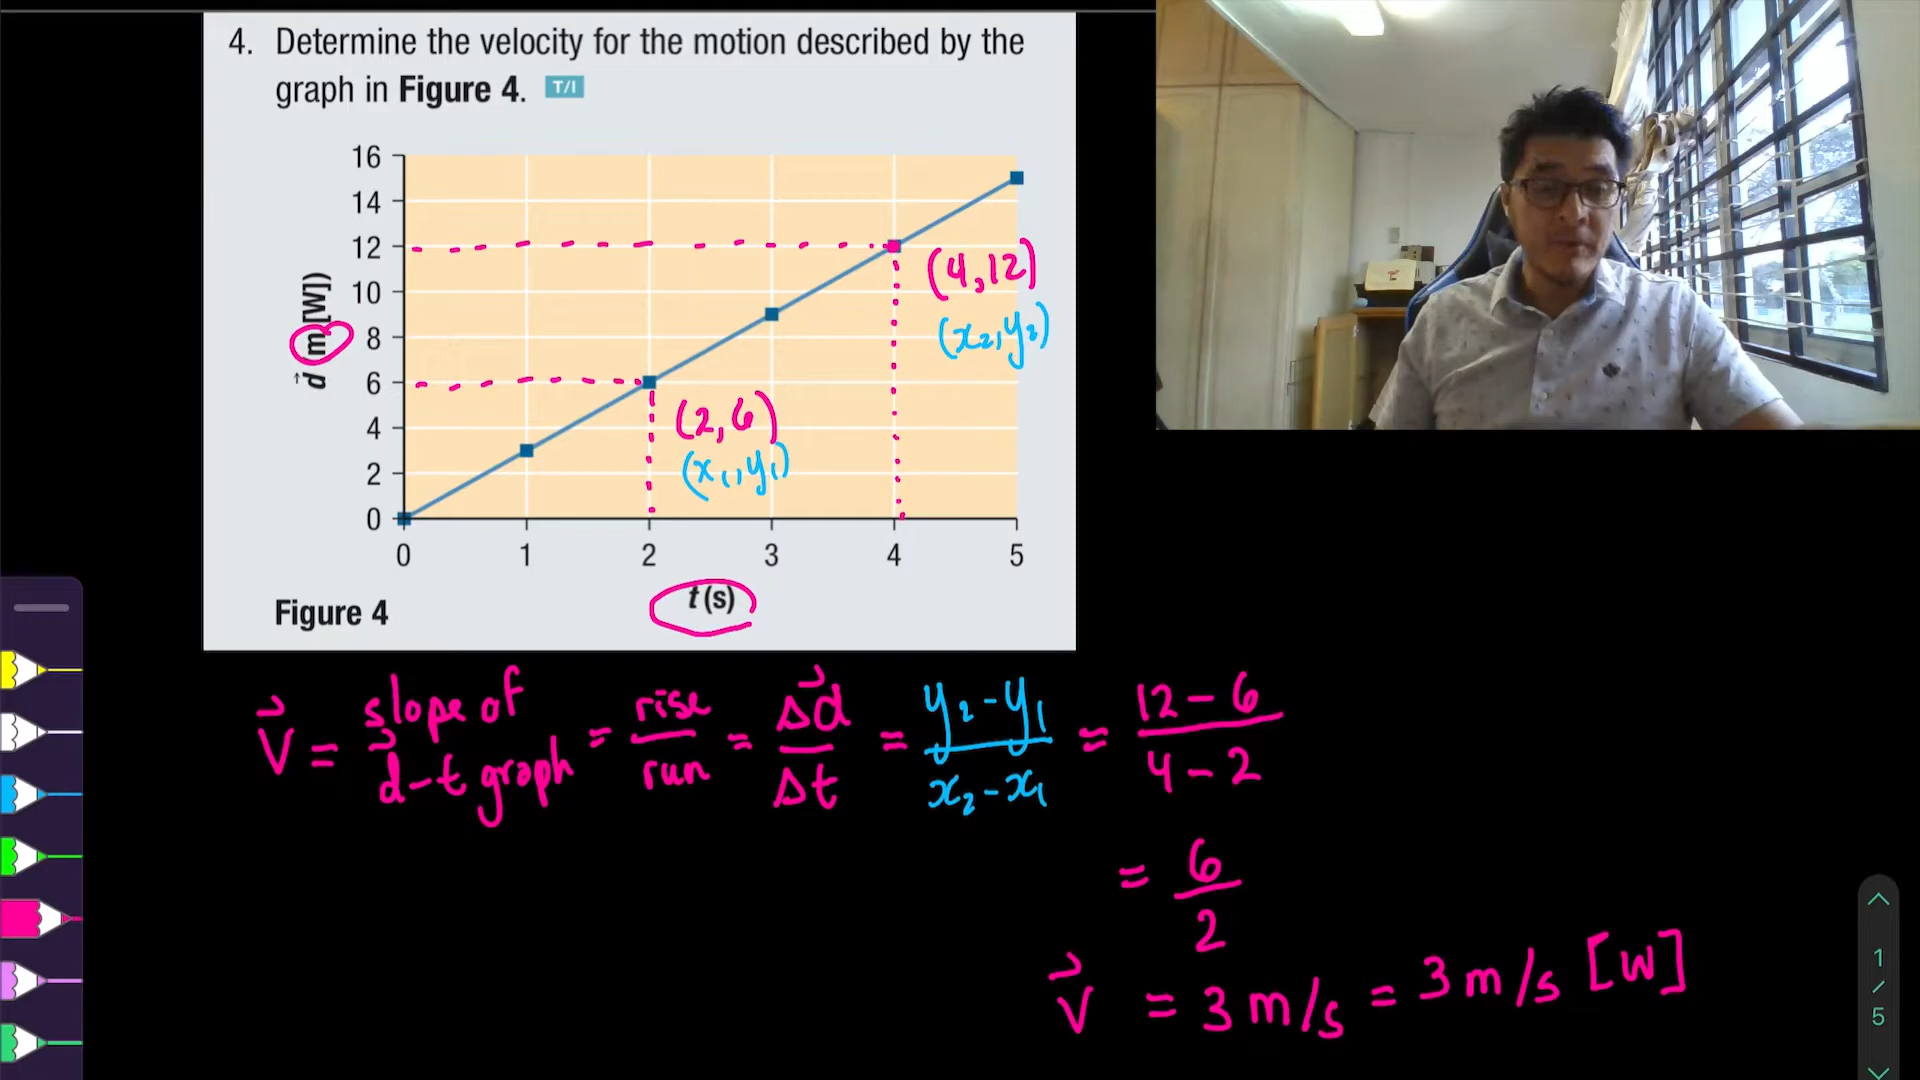 4. Determine the velocity for the motion described by the
graph in Figure 4. T/I
16
14
12
10
8
6
4
2
0
d⃗ (m [W])
(4,12)
(x₂,y₂)
(2,6)
(x₁,y₁)
0 1 2 3 4 5
t (s)
Figure 4
v⃗ = slope of d⃗-t graph = rise/run = Δd⃗/Δt = y₂-y₁/x₂-x₁ = 12-6/4-2
= 6/2
v⃗ = 3 m/s = 3 m/s [W]
1
/
5